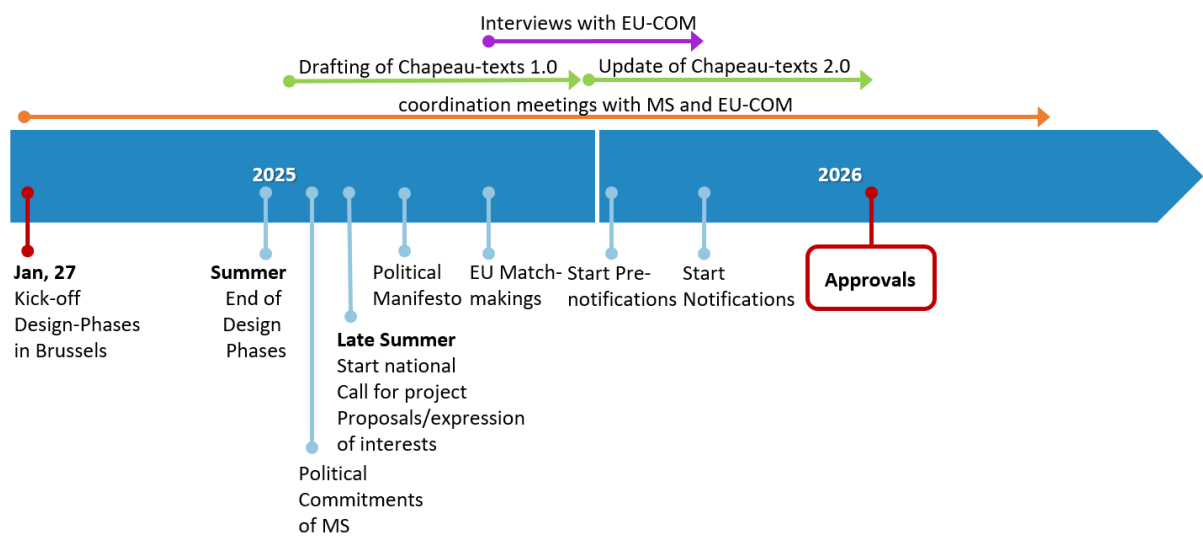 Interviews with EU-COM
Drafting of Chapeau-texts 1.0
Update of Chapeau-texts 2.0
coordination meetings with MS and EU-COM
2025
2026
Jan, 27
Kick-off
Design-Phases
in Brussels
Summer
End of
Design
Phases
Political
Commitments
of MS
Late Summer
Start national
Call for project
Proposals/expression
of interests
Political
Manifesto
EU Match-
makings
Start Pre-
notifications
Start
Notifications
Approvals